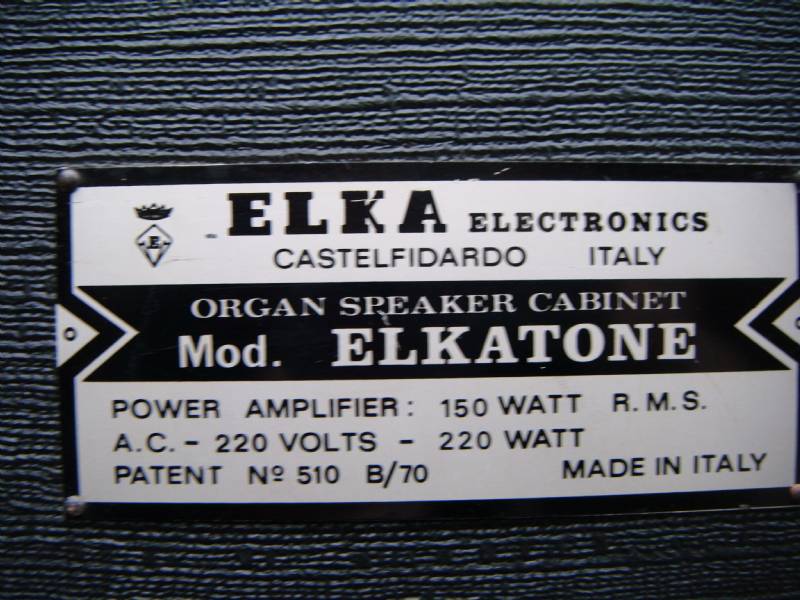 E
ELKA ELECTRONICS
CASTELFIDARDO ITALY
ORGAN SPEAKER CABINET
Mod. ELKATONE
POWER AMPLIFIER: 150 WATT R.M.S.
A.C. - 220 VOLTS - 220 WATT
PATENT Nº 510 B/70 MADE IN ITALY